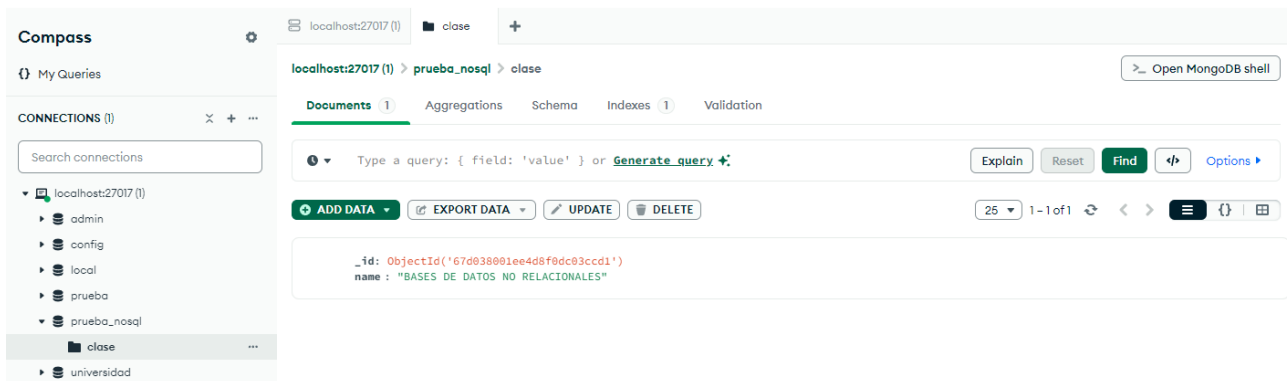 Compass
{} My Queries
CONNECTIONS (1)
Search connections
localhost:27017 (1)
admin
config
local
prueba
prueba_nosql
clase
universidad
localhost:27017 (1)
clase
localhost:27017 (1) > prueba_nosql > clase
>_ Open MongoDB shell
Documents 1 Aggregations Schema Indexes 1 Validation
Type a query: { field: 'value' } or Generate query
Explain Reset Find </> Options
ADD DATA EXPORT DATA UPDATE DELETE
25 1 - 1 of 1 {}
_id: ObjectId('67d038001ee4d8f0dc03ccd1')
name : "BASES DE DATOS NO RELACIONALES"